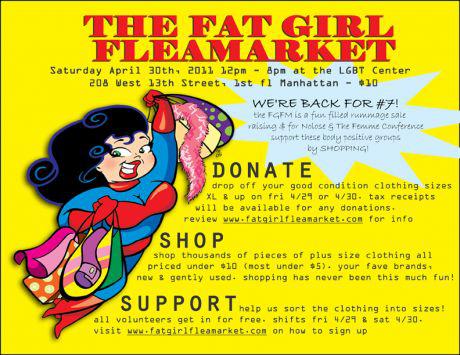 THE FAT GIRL
FLEAMARKET
Saturday April 30th, 2011 12pm - 8pm at the LGBT Center
208 West 13th Street, 1st fl Manhattan - $10
WE'RE BACK FOR #7!
the FGFM is a fun filled rummage sale
raising $ for Nolose & The Femme Conference
support these body positive groups
by SHOPPING!
DONATE
drop off your good condition clothing sizes
XL & up on fri 4/29 or 4/30. tax receipts
will be available for any donations.
review www.fatgirlfleamarket.com for info
SHOP
shop thousands of pieces of plus size clothing all
priced under $10 (most under $5). your fave brands,
new & gently used. shopping has never been this much fun!
SUPPORT help us sort the clothing into sizes!
all volunteers get in for free. shifts fri 4/29 & sat 4/30.
visit www.fatgirlfleamarket.com on how to sign up